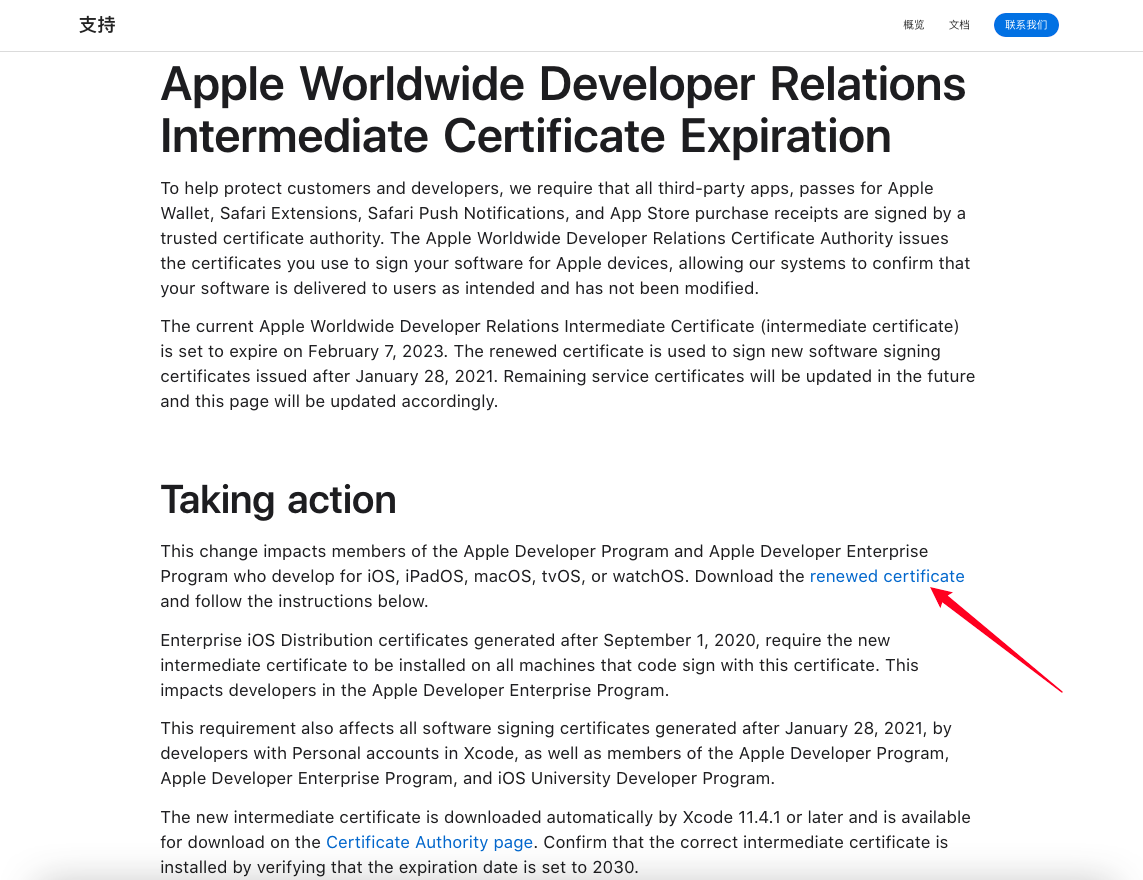 支持
概览 文档 联系我们
Apple Worldwide Developer Relations
Intermediate Certificate Expiration
To help protect customers and developers, we require that all third-party apps, passes for Apple
Wallet, Safari Extensions, Safari Push Notifications, and App Store purchase receipts are signed by a
trusted certificate authority. The Apple Worldwide Developer Relations Certificate Authority issues
the certificates you use to sign your software for Apple devices, allowing our systems to confirm that
your software is delivered to users as intended and has not been modified.
The current Apple Worldwide Developer Relations Intermediate Certificate (intermediate certificate)
is set to expire on February 7, 2023. The renewed certificate is used to sign new software signing
certificates issued after January 28, 2021. Remaining service certificates will be updated in the future
and this page will be updated accordingly.
Taking action
This change impacts members of the Apple Developer Program and Apple Developer Enterprise
Program who develop for iOS, iPadOS, macOS, tvOS, or watchOS. Download the renewed certificate
and follow the instructions below.
Enterprise iOS Distribution certificates generated after September 1, 2020, require the new
intermediate certificate to be installed on all machines that code sign with this certificate. This
impacts developers in the Apple Developer Enterprise Program.
This requirement also affects all software signing certificates generated after January 28, 2021, by
developers with Personal accounts in Xcode, as well as members of the Apple Developer Program,
Apple Developer Enterprise Program, and iOS University Developer Program.
The new intermediate certificate is downloaded automatically by Xcode 11.4.1 or later and is available
for download on the Certificate Authority page. Confirm that the correct intermediate certificate is
installed by verifying that the expiration date is set to 2030.